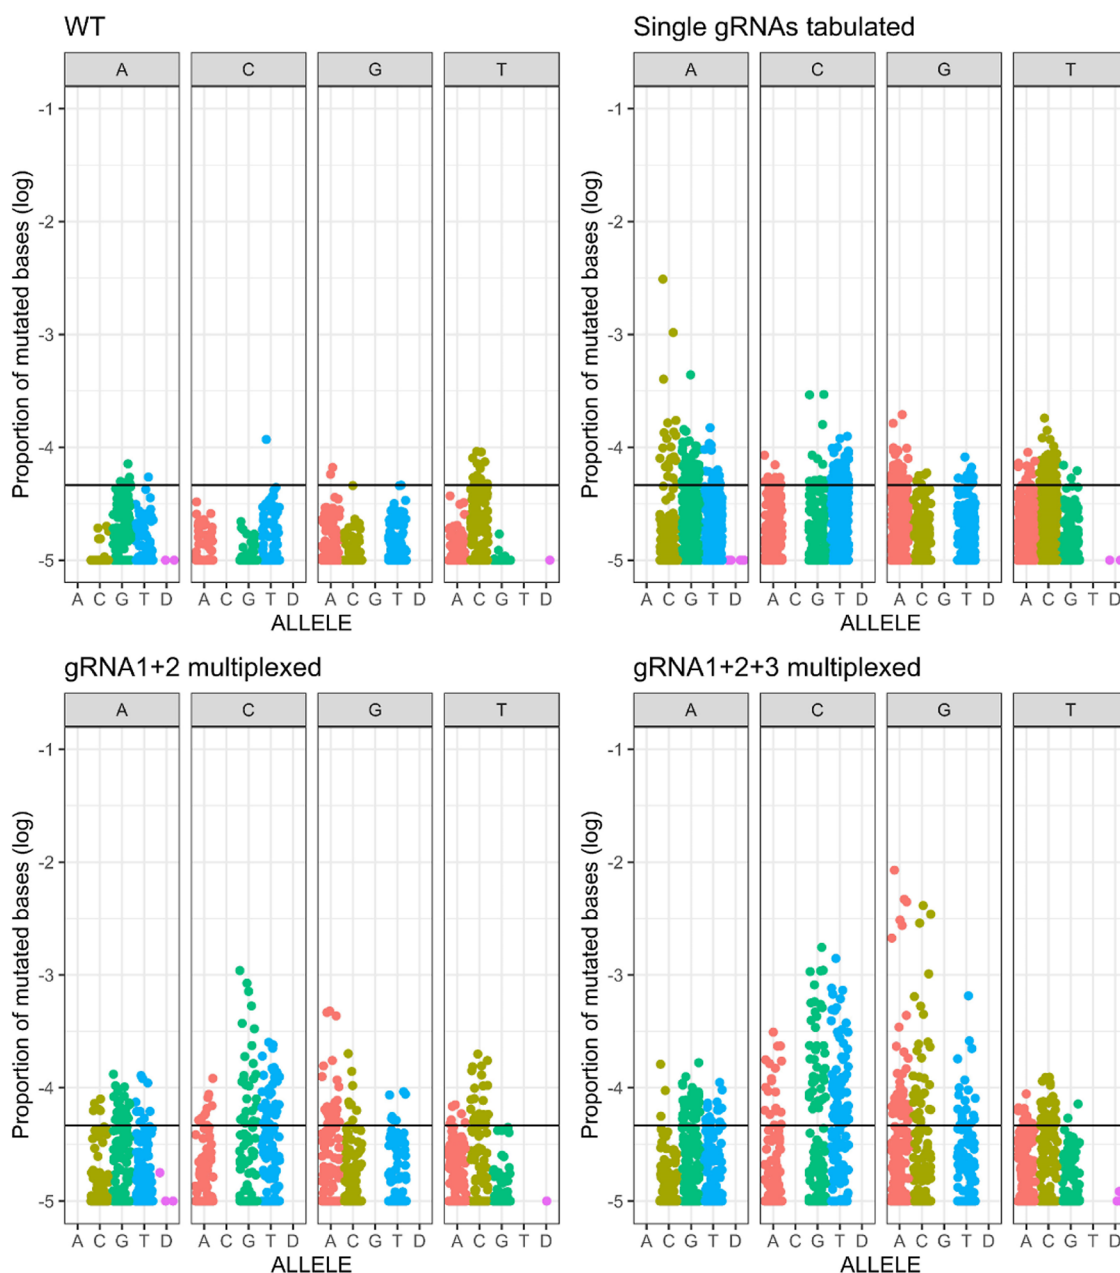 WT
A C G T
Proportion of mutated bases (log)
-1
-2
-3
-4
-5
A C G T D A C G T D A C G T D A C G T D
ALLELE
Single gRNAs tabulated
A C G T
Proportion of mutated bases (log)
-1
-2
-3
-4
-5
A C G T D A C G T D A C G T D A C G T D
ALLELE
gRNA1+2 multiplexed
A C G T
Proportion of mutated bases (log)
-1
-2
-3
-4
-5
A C G T D A C G T D A C G T D A C G T D
ALLELE
gRNA1+2+3 multiplexed
A C G T
Proportion of mutated bases (log)
-1
-2
-3
-4
-5
A C G T D A C G T D A C G T D A C G T D
ALLELE